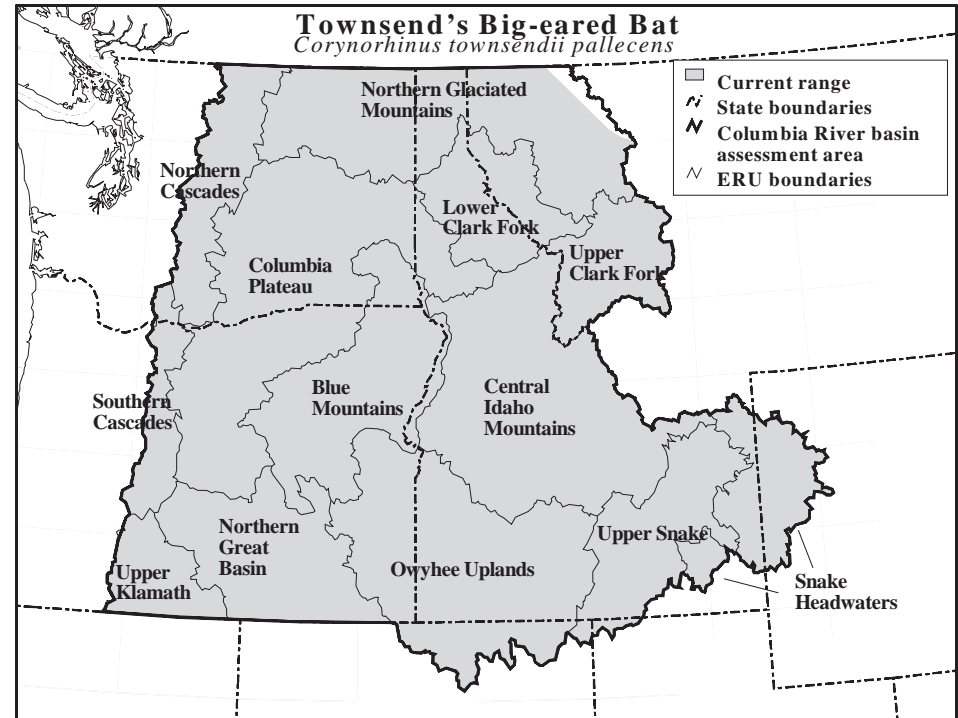 Townsend's Big-eared Bat
Corynorhinus townsendii pallecens
Current range
State boundaries
Columbia River basin
assessment area
ERU boundaries
Northern Glaciated
Mountains
Northern
Cascades
Lower
Clark Fork
Upper
Clark Fork
Columbia
Plateau
Blue
Mountains
Central
Idaho
Mountains
Southern
Cascades
Northern
Great
Basin
Upper Snake
Owyhee Uplands
Upper
Klamath
Snake
Headwaters